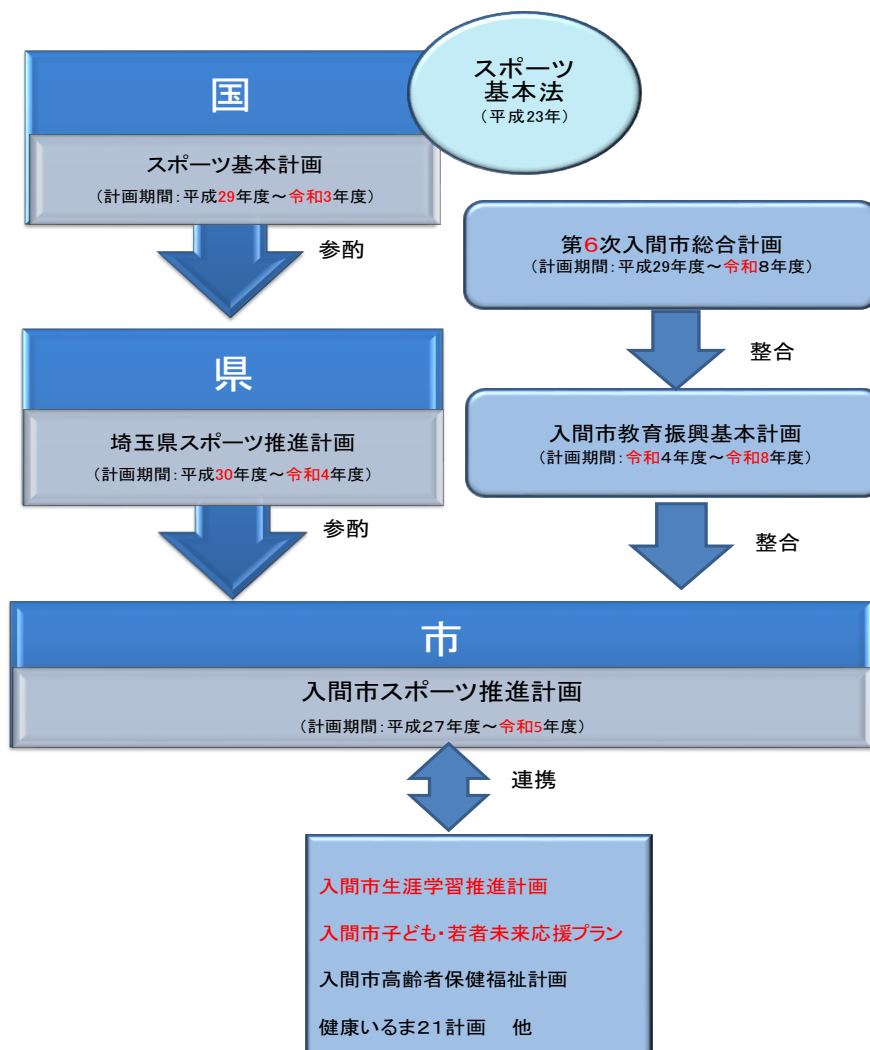 スポーツ
基本法
（平成23年）
国
スポーツ基本計画
（計画期間：平成29年度～令和3年度）
参酌
第６次入間市総合計画
（計画期間：平成29年度～令和８年度）
整合
県
埼玉県スポーツ推進計画
（計画期間：平成30年度～令和4年度）
参酌
入間市教育振興基本計画
（計画期間：令和４年度～令和8年度）
整合
市
入間市スポーツ推進計画
（計画期間：平成２７年度～令和5年度）
連携
入間市生涯学習推進計画
入間市子ども・若者未来応援プラン
入間市高齢者保健福祉計画
健康いるま２１計画　他